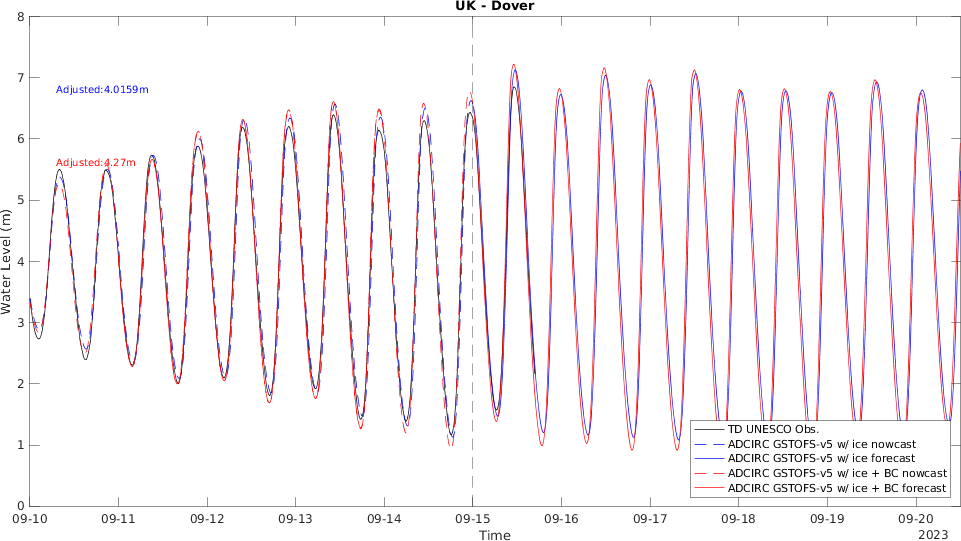 UK - Dover
8
7
6
5
4
3
2
1
0
Water Level (m)
Adjusted:4.0159m
Adjusted:4.27m
TD UNESCO Obs.
ADCIRC GSTOFS-v5 w/ ice nowcast
ADCIRC GSTOFS-v5 w/ ice forecast
ADCIRC GSTOFS-v5 w/ ice + BC nowcast
ADCIRC GSTOFS-v5 w/ ice + BC forecast
09-10 09-11 09-12 09-13 09-14 09-15 09-16 09-17 09-18 09-19 09-20
Time
2023